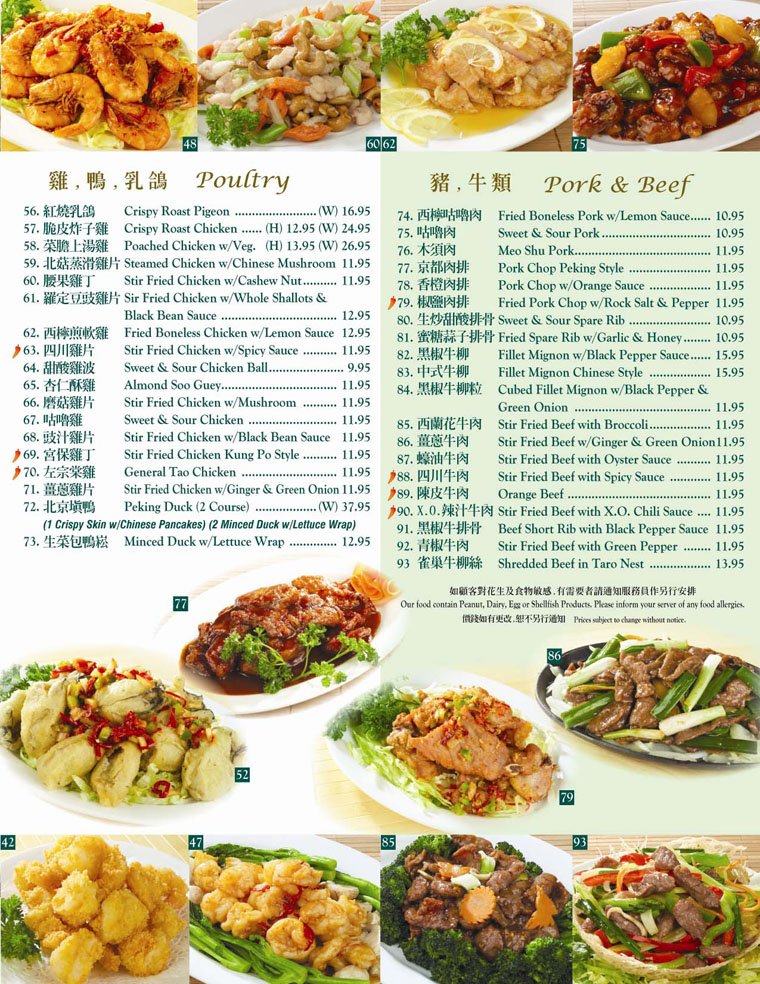 48
60 62
75
雞,鴨,乳鴿 Poultry
56. 紅燒乳鴿 Crispy Roast Pigeon ........................ (W) 16.95
57. 脆皮炸子雞 Crispy Roast Chicken ...... (H) 12.95 (W) 24.95
58. 菜膽上湯雞 Poached Chicken w/Veg. (H) 13.95 (W) 26.95
59. 北菇蒸滑雞片 Steamed Chicken w/Chinese Mushroom 11.95
60. 腰果雞丁 Stir Fried Chicken w/Cashew Nut .......... 11.95
61. 羅定豆豉雞片 Sir Fried Chicken w/Whole Shallots &
Black Bean Sauce .................................. 12.95
62. 西檸煎軟雞 Fried Boneless Chicken w/Lemon Sauce 12.95
63. 四川雞片 Stir Fried Chicken w/Spicy Sauce .......... 11.95
64. 甜酸雞波 Sweet & Sour Chicken Ball ...................... 9.95
65. 杏仁酥雞 Almond Soo Guey .................................. 11.95
66. 磨菇雞片 Stir Fried Chicken w/Mushroom .......... 11.95
67. 咕嚕雞 Sweet & Sour Chicken .......................... 11.95
68. 豉汁雞片 Stir Fried Chicken w/Black Bean Sauce 11.95
69. 宮保雞丁 Stir Fried Chicken Kung Po Style .......... 11.95
70. 左宗棠雞 General Tao Chicken ............................ 11.95
71. 薑蔥雞片 Stir Fried Chicken w/Ginger & Green Onion 11.95
72. 北京填鴨 Peking Duck (2 Course) .................. (W) 37.95
(1 Crispy Skin w/Chinese Pancakes) (2 Minced Duck w/Lettuce Wrap)
73. 生菜包鴨崧 Minced Duck w/Lettuce Wrap .............. 12.95
豬,牛類 Pork & Beef
74. 西檸咕嚕肉 Fried Boneless Pork w/Lemon Sauce ...... 10.95
75. 咕嚕肉 Sweet & Sour Pork .................................. 10.95
76. 木須肉 Meo Shu Pork .......................................... 11.95
77. 京都肉排 Pork Chop Peking Style .......................... 11.95
78. 香橙肉排 Pork Chop w/Orange Sauce .................... 11.95
79. 椒鹽肉排 Fried Pork Chop w/Rock Salt & Pepper 11.95
80. 生炒甜酸排骨 Sweet & Sour Spare Rib .......................... 10.95
81. 蜜糖蒜子排骨 Fried Spare Rib w/Garlic & Honey ........ 10.95
82. 黑椒牛柳 Fillet Mignon w/Black Pepper Sauce ..... 15.95
83. 中式牛柳 Fillet Mignon Chinese Style .................. 15.95
84. 黑椒牛柳粒 Cubed Fillet Mignon w/Black Pepper &
Green Onion ........................................ 11.95
85. 西蘭花牛肉 Stir Fried Beef with Broccoli .................. 11.95
86. 薑蔥牛肉 Stir Fried Beef w/Ginger & Green Onion 11.95
87. 蠔油牛肉 Stir Fried Beef with Oyster Sauce .......... 11.95
88. 四川牛肉 Stir Fried Beef with Spicy Sauce ............ 11.95
89. 陳皮牛肉 Orange Beef ............................................ 11.95
90. X.O.辣汁牛肉 Stir Fried Beef with X.O. Chili Sauce .... 11.95
91. 黑椒牛排骨 Beef Short Rib with Black Pepper Sauce 11.95
92. 青椒牛肉 Stir Fried Beef with Green Pepper ........ 11.95
93 雀巢牛柳絲 Shredded Beef in Taro Nest .................. 13.95
如顧客對花生及食物敏感,有需要者請通知服務員作另行安排
Our food contain Peanut, Dairy, Egg or Shellfish Products. Please inform your server of any food allergies.
價錢如有更改,恕不另行通知 Prices subject to change without notice.
77
86
52
79
42
47
85
93